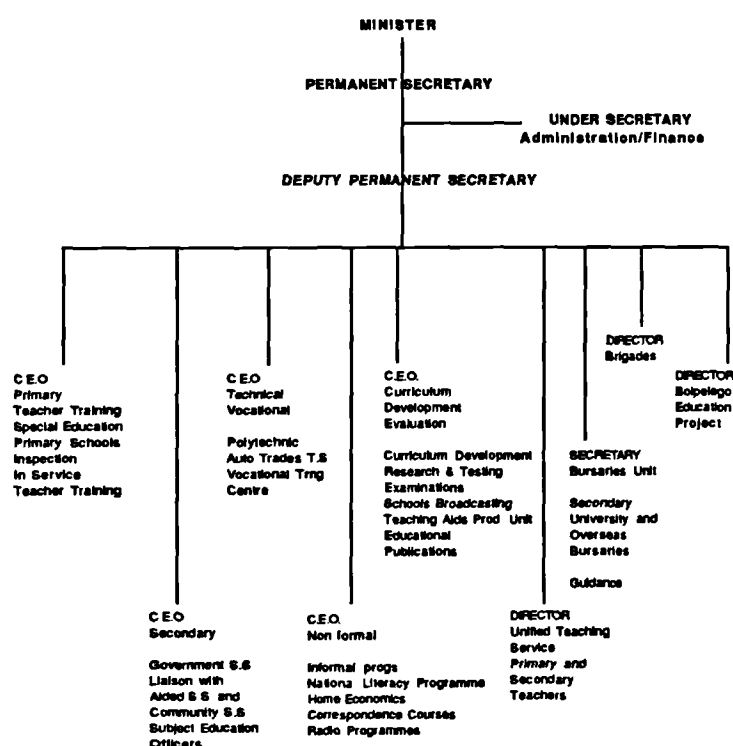 MINISTER
PERMANENT SECRETARY
UNDER SECRETARY
Administration/Finance
DEPUTY PERMANENT SECRETARY
C E.O
Primary
Teacher Training
Special Education
Primary Schools
Inspection
In Service
Teacher Training
C E.O
Secondary
Government S.S
Liaison with
Aided S S and
Community S.S
Subject Education
Officers
C E.O
Technical
Vocational
Polytechnic
Auto Trades T.S
Vocational Trng
Centre
C.E.O.
Non formal
Informal progs
National Literacy Programme
Home Economics
Correspondence Courses
Radio Programmes
C.E.O.
Curriculum
Development
Evaluation
Curriculum Development
Research & Testing
Examinations
Schools Broadcasting
Teaching Aids Prod Unit
Educational
Publications
DIRECTOR
Unified Teaching
Service
Primary and
Secondary
Teachers
SECRETARY
Bursaries Unit
Secondary
University and
Overseas
Bursaries
Guidance
DIRECTOR
Brigades
DIRECTOR
Boipelego
Education
Project